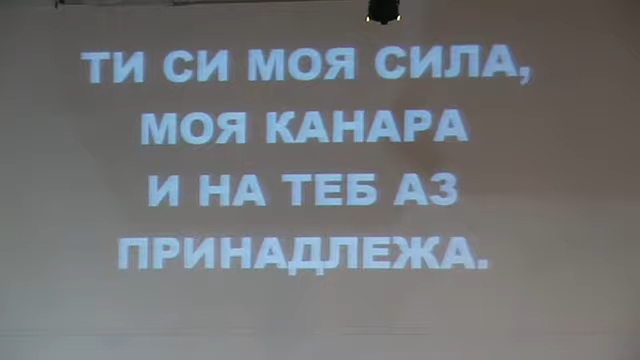 ТИ СИ МОЯ СИЛА,
МОЯ КАНАРА
И НА ТЕБ АЗ
ПРИНАДЛЕЖА.